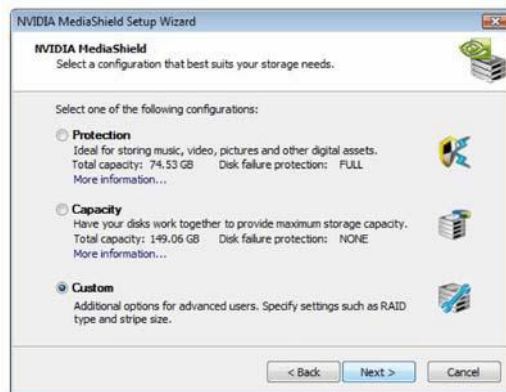 NVIDIA MediaShield Setup Wizard
NVIDIA MediaShield
Select a configuration that best suits your storage needs.
Select one of the following configurations:
Protection
Ideal for storing music, video, pictures and other digital assets.
Total capacity: 74.53 GB Disk failure protection: FULL
More information...
Capacity
Have your disks work together to provide maximum storage capacity.
Total capacity: 149.06 GB Disk failure protection: NONE
More information...
Custom
Additional options for advanced users. Specify settings such as RAID
type and stripe size.
< Back Next > Cancel